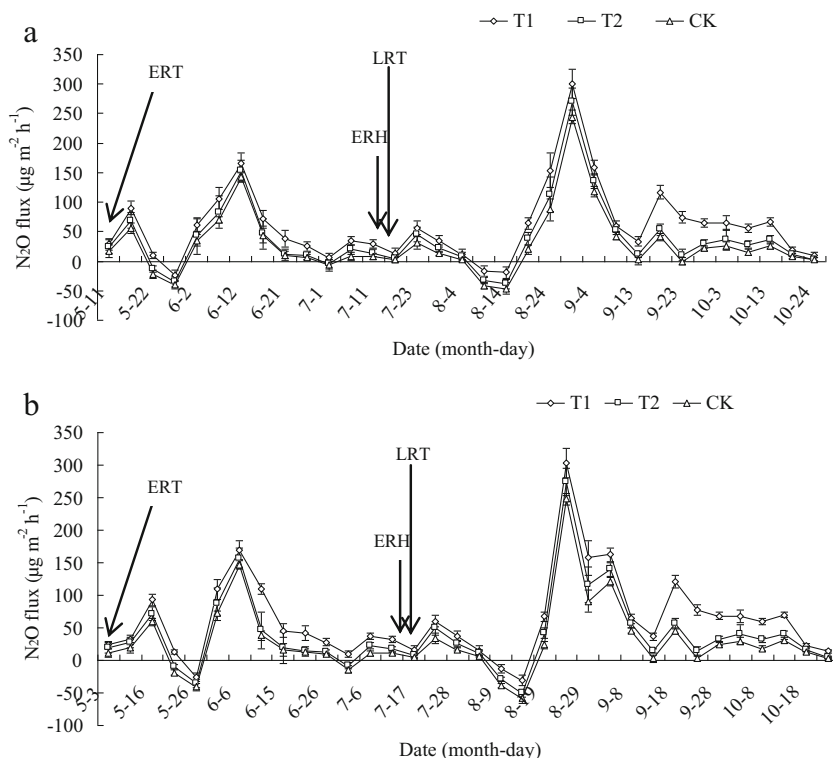 a
T1 T2 CK
350
300
250
200
150
100
50
0
-50
-100
N2O flux (µg m-2 h-1)
ERT
ERH
LRT
5-11 5-22 6-2 6-12 6-21 7-1 7-11 7-23 8-4 8-14 8-24 9-4 9-13 9-23 10-3 10-13 10-24
Date (month-day)
b
T1 T2 CK
350
300
250
200
150
100
50
0
-50
-100
N2O flux (µg m-2 h-1)
ERT
ERH
LRT
5-3 5-16 5-26 6-6 6-15 6-26 7-6 7-17 7-28 8-9 8-19 8-29 9-8 9-18 9-28 10-8 10-18
Date (month-day)